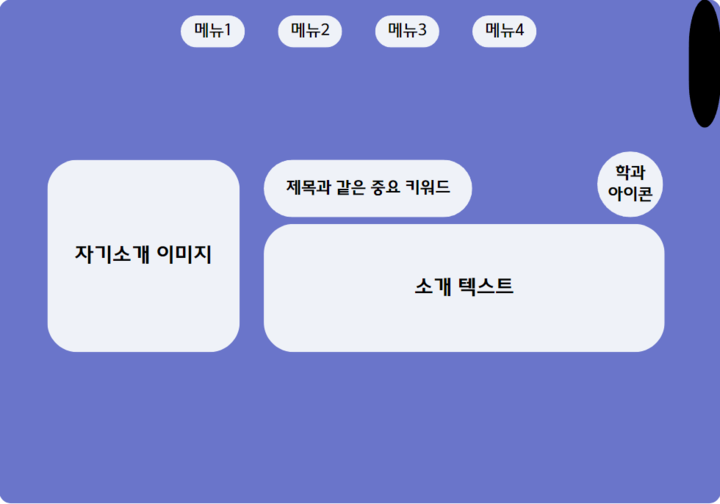 메뉴1
메뉴2
메뉴3
메뉴4
자기소개 이미지
제목과 같은 중요 키워드
학과
아이콘
소개 텍스트